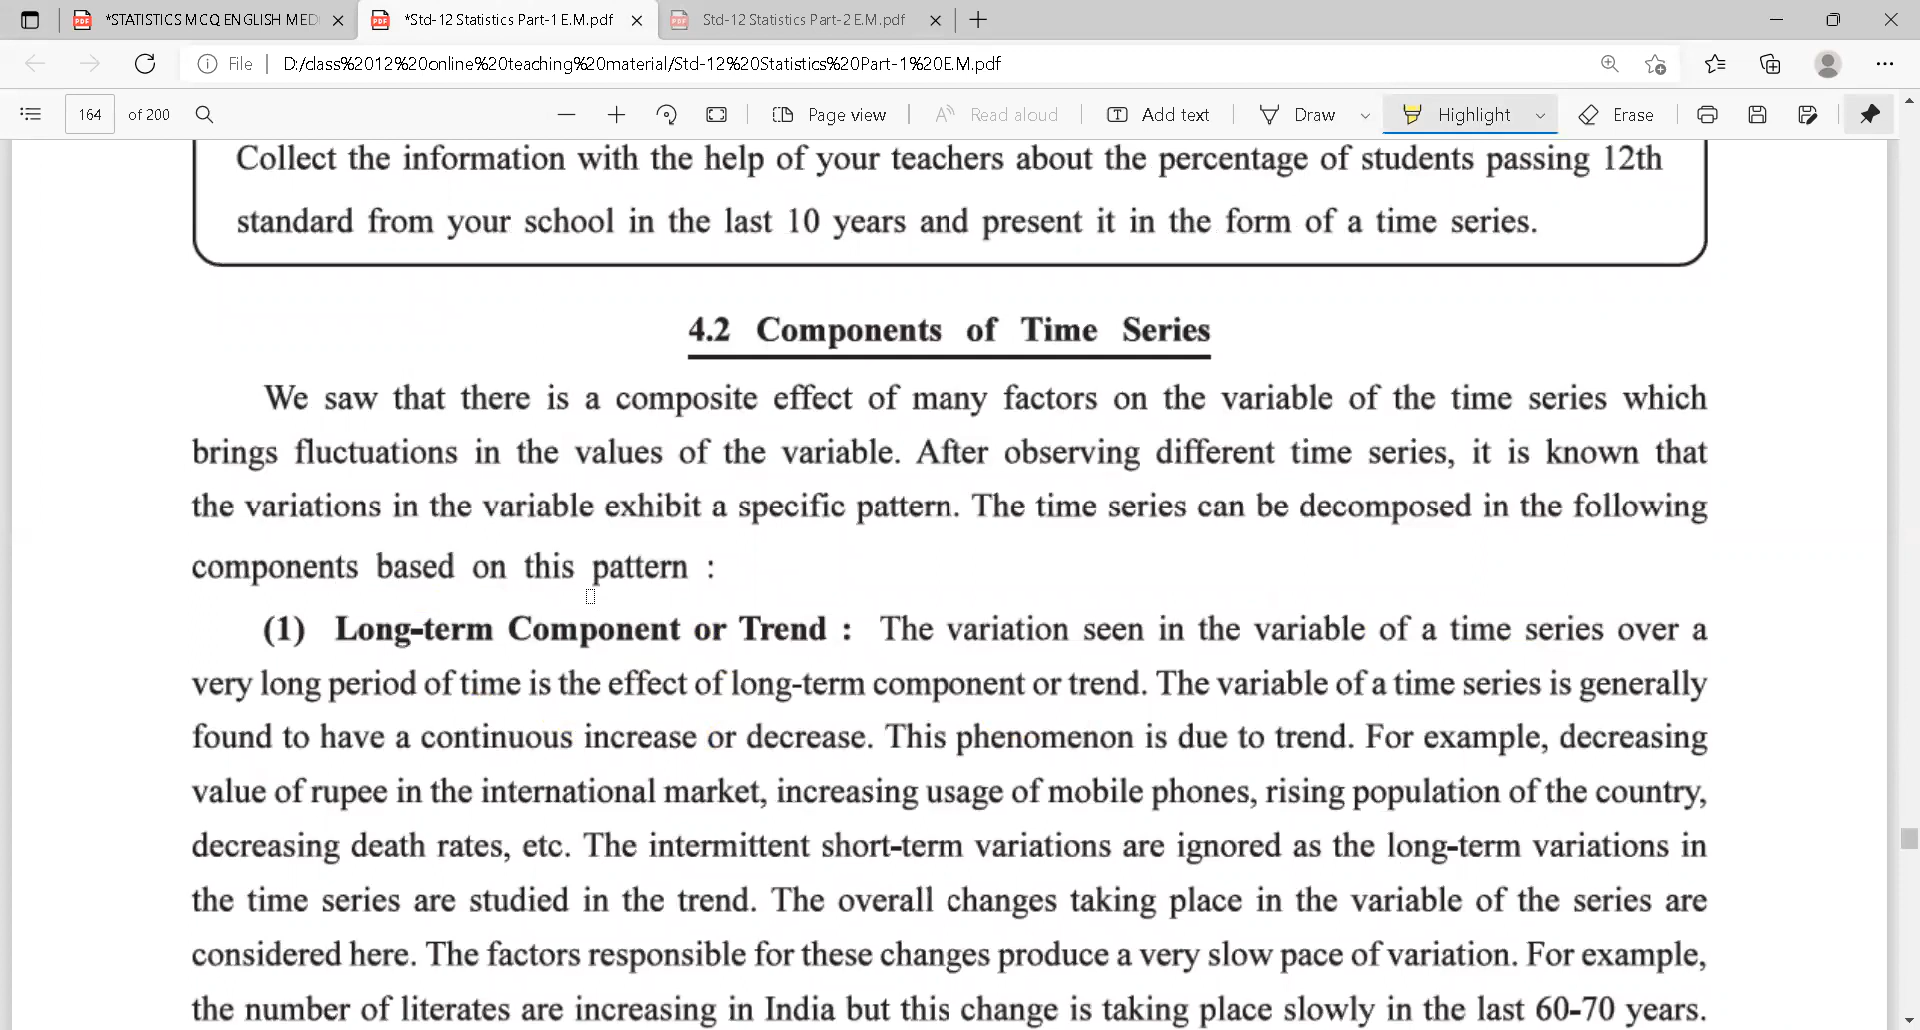 *STATISTICS MCQ ENGLISH MED
*Std-12 Statistics Part-1 E.M.pdf
Std-12 Statistics Part-2 E.M.pdf
File
D:/class%2012%20online%20teaching%20material/Std-12%20Statistics%20Part-1%20E.M.pdf
164 of 200
Page view
Read aloud
Add text
Draw
Highlight
Erase
Collect the information with the help of your teachers about the percentage of students passing 12th
standard from your school in the last 10 years and present it in the form of a time series.
4.2 Components of Time Series
We saw that there is a composite effect of many factors on the variable of the time series which
brings fluctuations in the values of the variable. After observing different time series, it is known that
the variations in the variable exhibit a specific pattern. The time series can be decomposed in the following
components based on this pattern :
(1) Long-term Component or Trend : The variation seen in the variable of a time series over a
very long period of time is the effect of long-term component or trend. The variable of a time series is generally
found to have a continuous increase or decrease. This phenomenon is due to trend. For example, decreasing
value of rupee in the international market, increasing usage of mobile phones, rising population of the country,
decreasing death rates, etc. The intermittent short-term variations are ignored as the long-term variations in
the time series are studied in the trend. The overall changes taking place in the variable of the series are
considered here. The factors responsible for these changes produce a very slow pace of variation. For example,
the number of literates are increasing in India but this change is taking place slowly in the last 60-70 years.